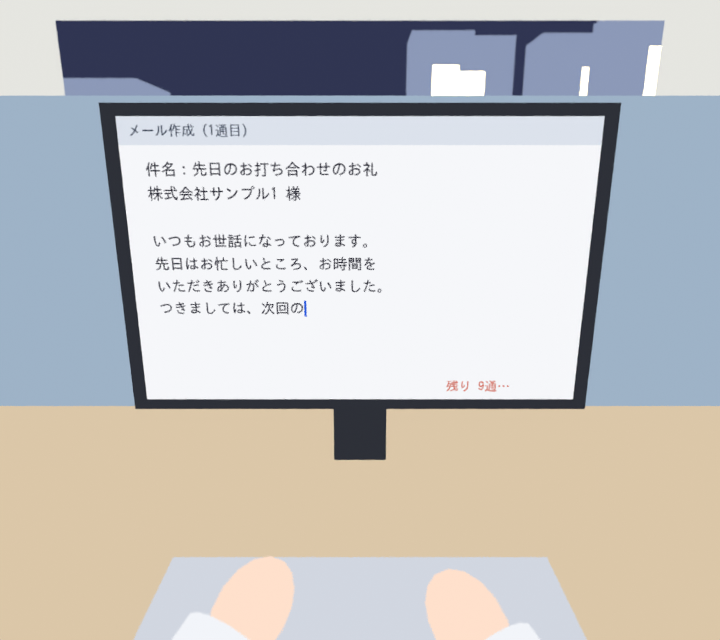 メール作成（1通目）
件名：先日のお打ち合わせのお礼
株式会社サンプル1 様
いつもお世話になっております。
先日はお忙しいところ、お時間を
いただきありがとうございました。
つきましては、次回の
残り 9通…